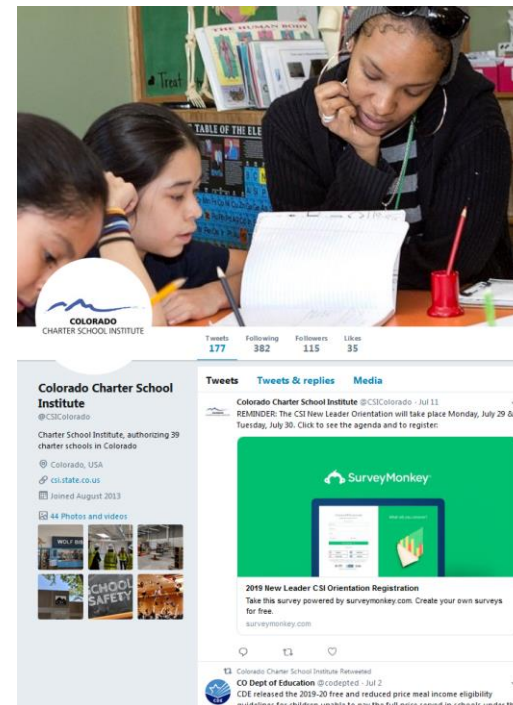 THE HUMAN BODY
Treat
TABLE OF THE ELE
COLORADO
CHARTER SCHOOL INSTITUTE
Tweets Following Followers Likes
177 382 115 35
Colorado Charter School
Institute
@CSIColorado
Charter School Institute, authorizing 39
charter schools in Colorado
Colorado, USA
csi.state.co.us
Joined August 2013
44 Photos and videos
WOLF
SCHOOL
SAFETY
Tweets Tweets & replies Media
Colorado Charter School Institute @CSIColorado · Jul 11
REMINDER: The CSI New Leader Orientation will take place Monday, July 29 &
Tuesday, July 30. Click to see the agenda and to register:
SurveyMonkey
2019 New Leader CSI Orientation Registration
Take this survey powered by surveymonkey.com. Create your own surveys
for free.
surveymonkey.com
Colorado Charter School Institute Retweeted
CO Dept of Education @codepted · Jul 2
CDE released the 2019-20 free and reduced price meal income eligibility
guidelines for children unable to pay the full price served in schools under the
CDE